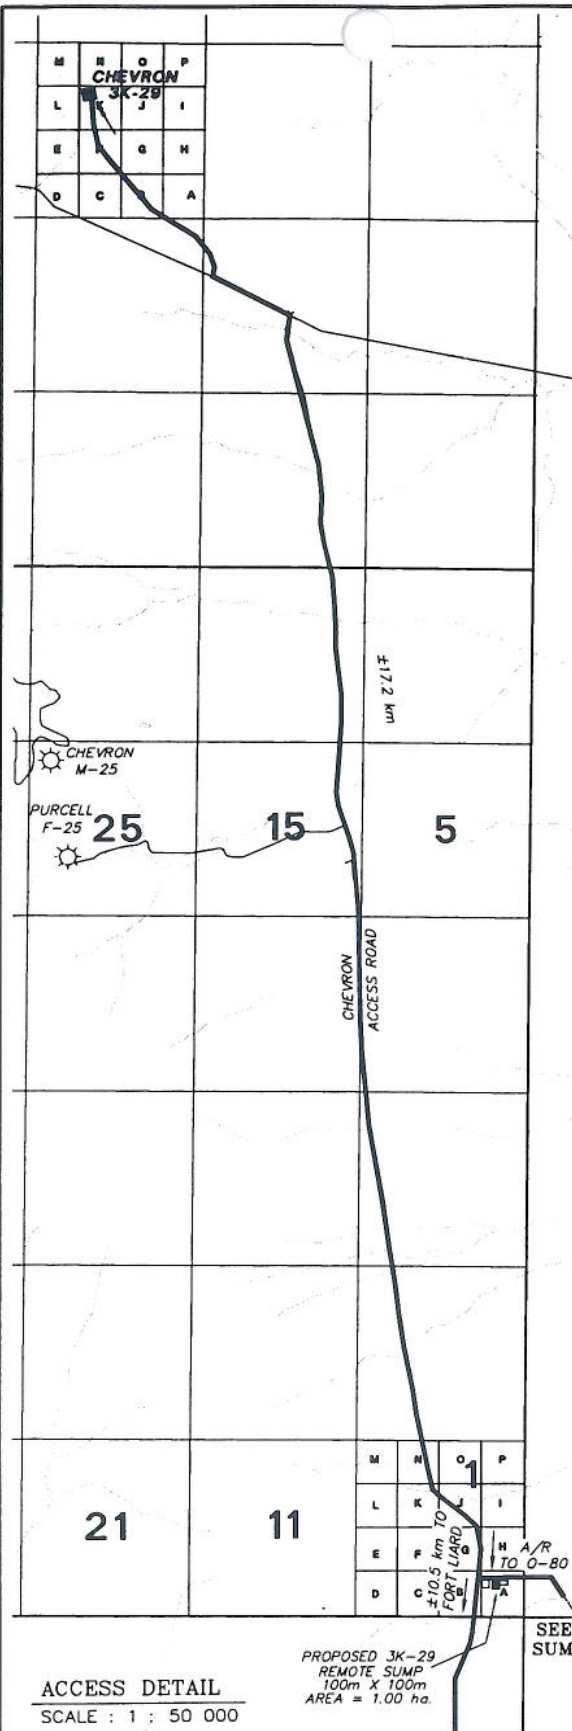 M N O P
CHEVRON
3K-29
L K J I
E G H
D C A
±17.2 km
CHEVRON
M-25
PURCELL
F-25
25 15 5
CHEVRON
ACCESS ROAD
M N O P
1
L K J I
21 11
E F G H
A/R
TO O-80
±10.5 km TO
FORT LIARD
D C B A
SEE
SUM
PROPOSED 3K-29
REMOTE SUMP
100m X 100m
AREA = 1.00 ha.
ACCESS DETAIL
SCALE : 1 : 50 000